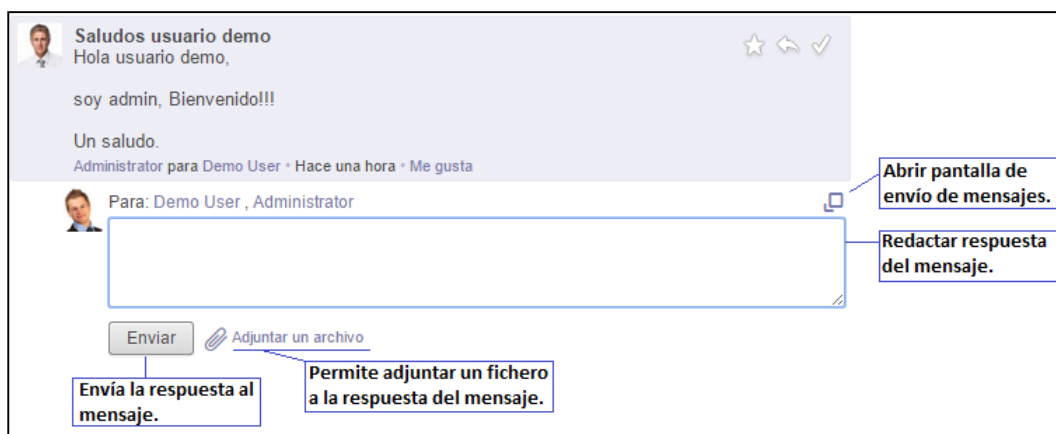 Saludos usuario demo
Hola usuario demo,
soy admin, Bienvenido!!!
Un saludo.
Administrator para Demo User • Hace una hora • Me gusta
Abrir pantalla de
envío de mensajes.
Para: Demo User , Administrator
Redactar respuesta
del mensaje.
Enviar
Adjuntar un archivo
Envía la respuesta al
mensaje.
Permite adjuntar un fichero
a la respuesta del mensaje.